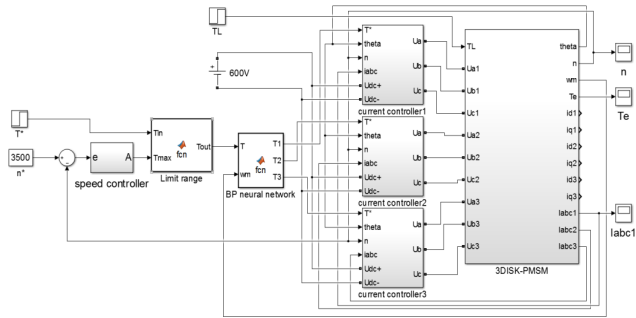 TL
600V
T*
3500
n*
e
A
speed controller
Tin
Tmax
fcn
Tout
Limit range
T
wm
fcn
T1
T2
T3
BP neural network
T*
theta
n
iabc
Udc+
Udc-
Ua
Ub
Uc
current controller1
T*
theta
n
iabc
Udc+
Udc-
Ua
Ub
Uc
current controller2
T*
theta
n
iabc
Udc+
Udc-
Ua
Ub
Uc
current controller3
TL
Ua1
Ub1
Uc1
Ua2
Ub2
Uc2
Ua3
Ub3
Uc3
theta
n
wm
Te
id1
iq1
id2
iq2
id3
iq3
Iabc1
Iabc2
Iabc3
3DISK-PMSM
n
Te
Iabc1